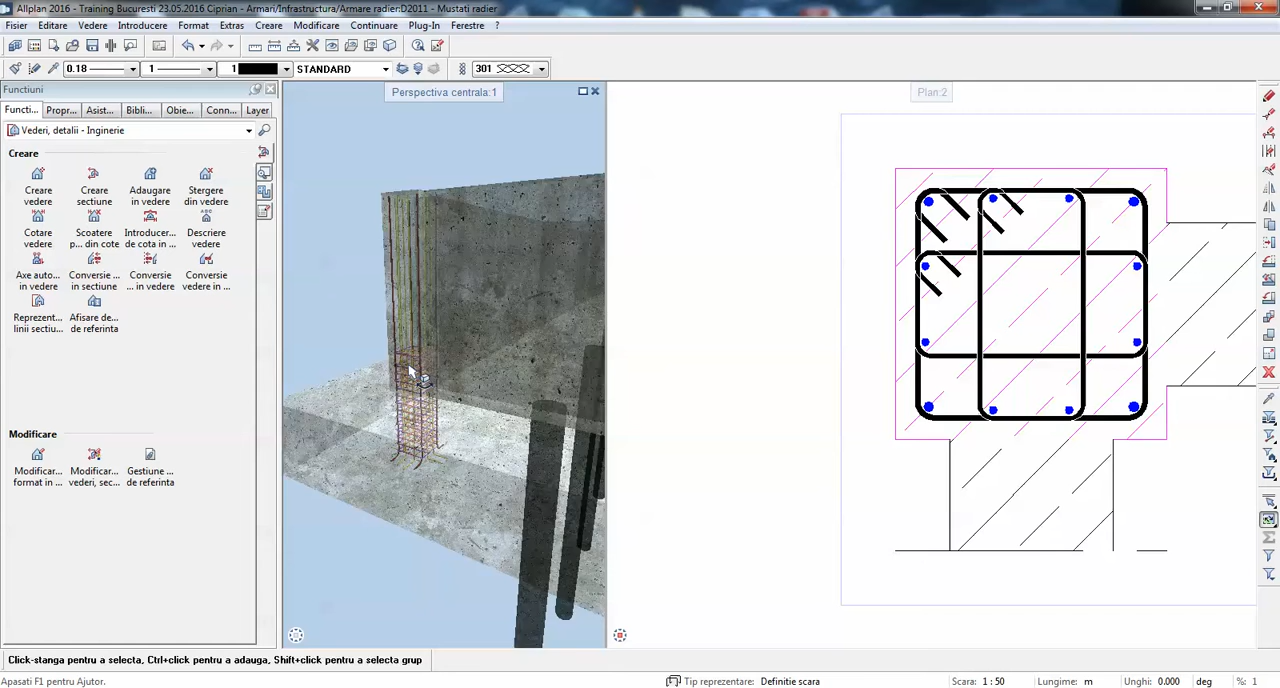 Allplan 2016 - Training Bucuresti 23.05.2016 Ciprian - Armari/Infrastructura/Armare radier:D2011 - Mustati radier
Fisier Editare Vedere Introducere Format Extras Creare Modificare Continuare Plug-In Fereste ?
0.18 1 1 STANDARD 301
Functiuni
Functi... Propr... Asist... Bibli... Obie... Conn... Layer
Vederi, detalii - Inginerie
Creare
Creare Creare Adaugare Stergere
vedere sectiune in vedere din vedere
Cotare Scoatere Introducer... Descriere
vedere p... din cote de cota in ... vedere
Axe auto... Conversie ... Conversie Conversie
in vedere in sectiune ... in vedere vedere in ...
Reprezent... Afisare de
linii sectiu... de referinta
Modificare
Modificar... Modificar... Gestiune ...
format in ... vederi, sec... de referinta
Perspectiva centrala:1
Plan:2
Click-stanga pentru a selecta, Ctrl+click pentru a adauga, Shift+click pentru a selecta grup
Apasati F1 pentru Ajutor. Tip reprezentare: Definitie scara Scara: 1 : 50 Lungime: m Unghi: 0.000 deg %: 1